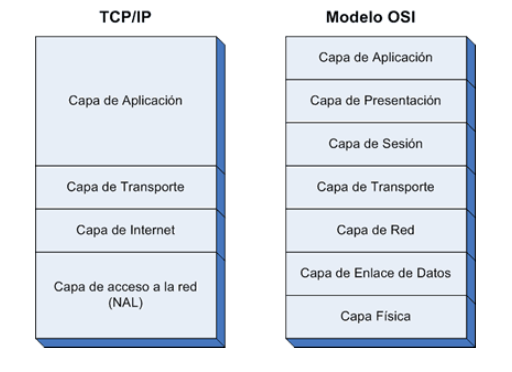 TCP/IP
Capa de Aplicación
Capa de Transporte
Capa de Internet
Capa de acceso a la red
(NAL)
Modelo OSI
Capa de Aplicación
Capa de Presentación
Capa de Sesión
Capa de Transporte
Capa de Red
Capa de Enlace de Datos
Capa Física